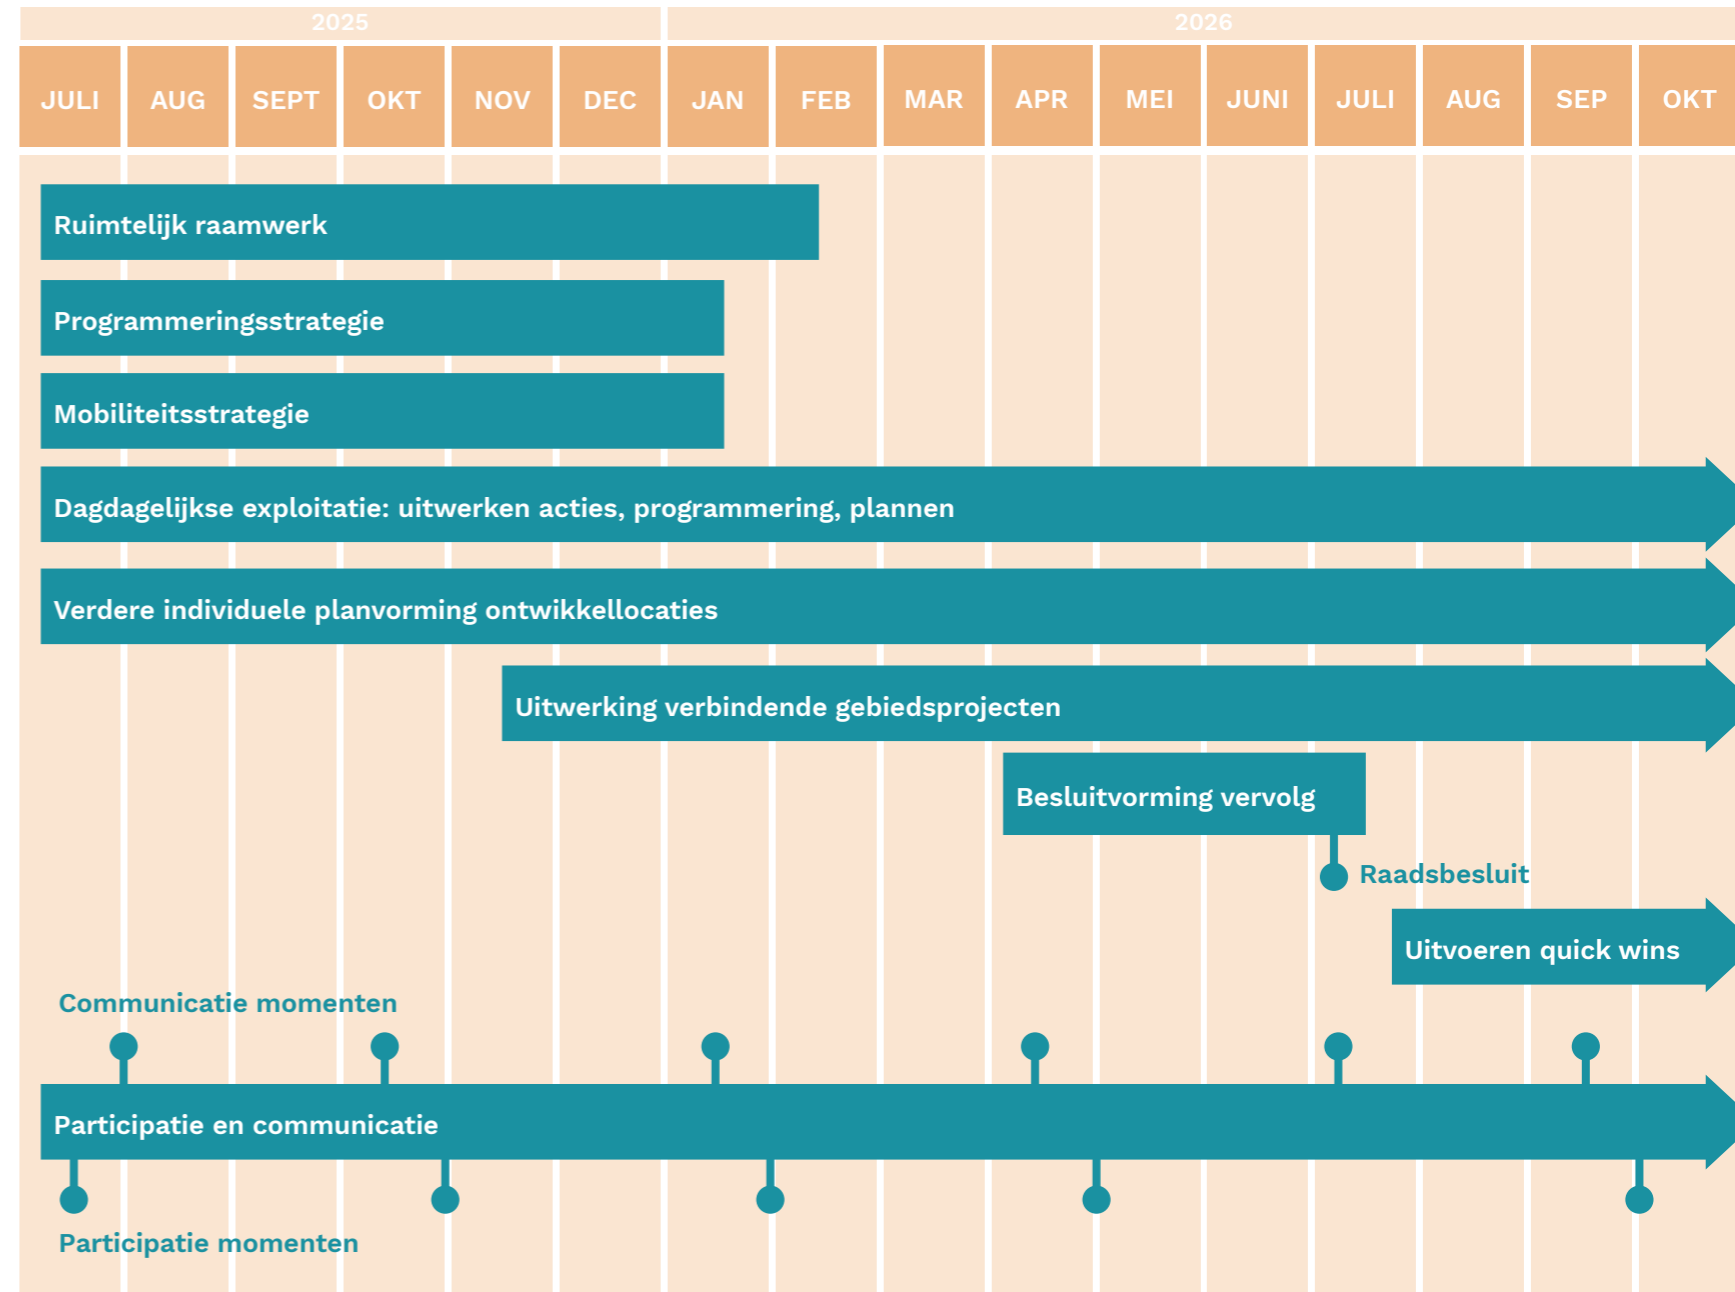 2025 2026
JULI AUG SEPT OKT NOV DEC JAN FEB MAR APR MEI JUNI JULI AUG SEP OKT
Ruimtelijk raamwerk
Programmeringsstrategie
Mobiliteitsstrategie
Dagdagelijkse exploitatie: uitwerken acties, programmering, plannen
Verdere individuele planvorming ontwikkellocaties
Uitwerking verbindende gebiedsprojecten
Besluitvorming vervolg
Raadsbesluit
Uitvoeren quick wins
Communicatie momenten
Participatie en communicatie
Participatie momenten